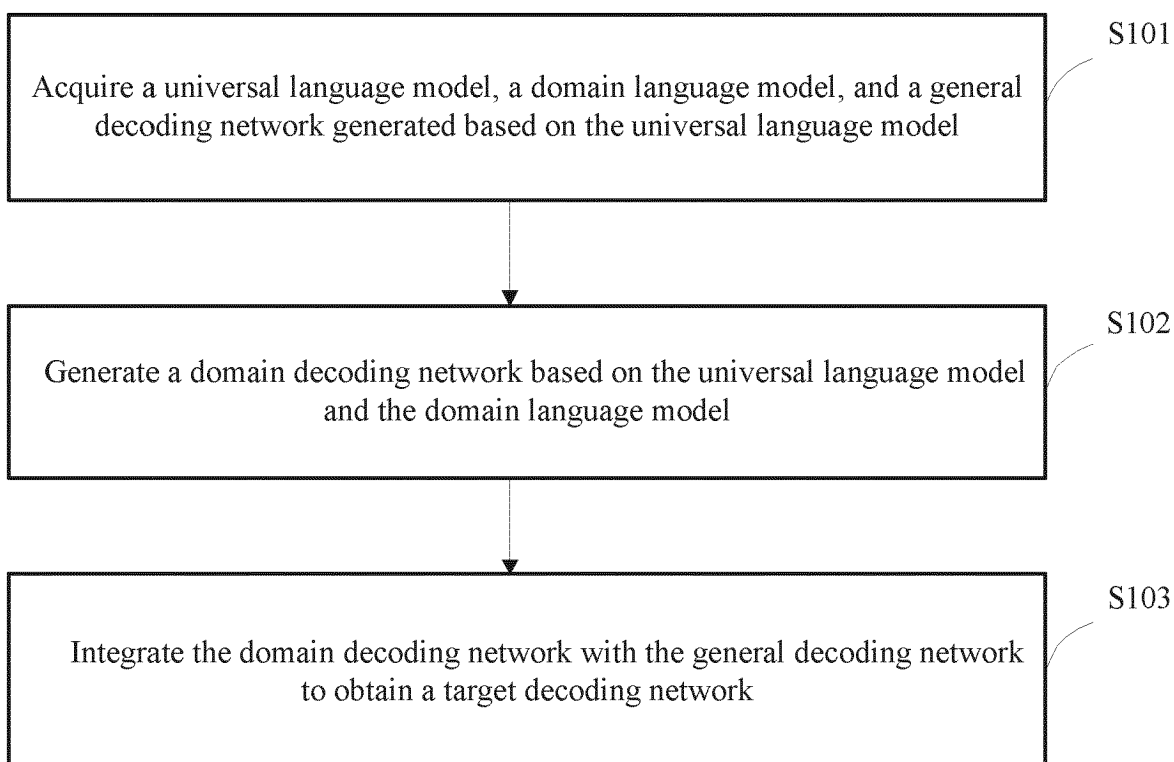 S101
Acquire a universal language model, a domain language model, and a general
decoding network generated based on the universal language model
S102
Generate a domain decoding network based on the universal language model
and the domain language model
S103
Integrate the domain decoding network with the general decoding network
to obtain a target decoding network